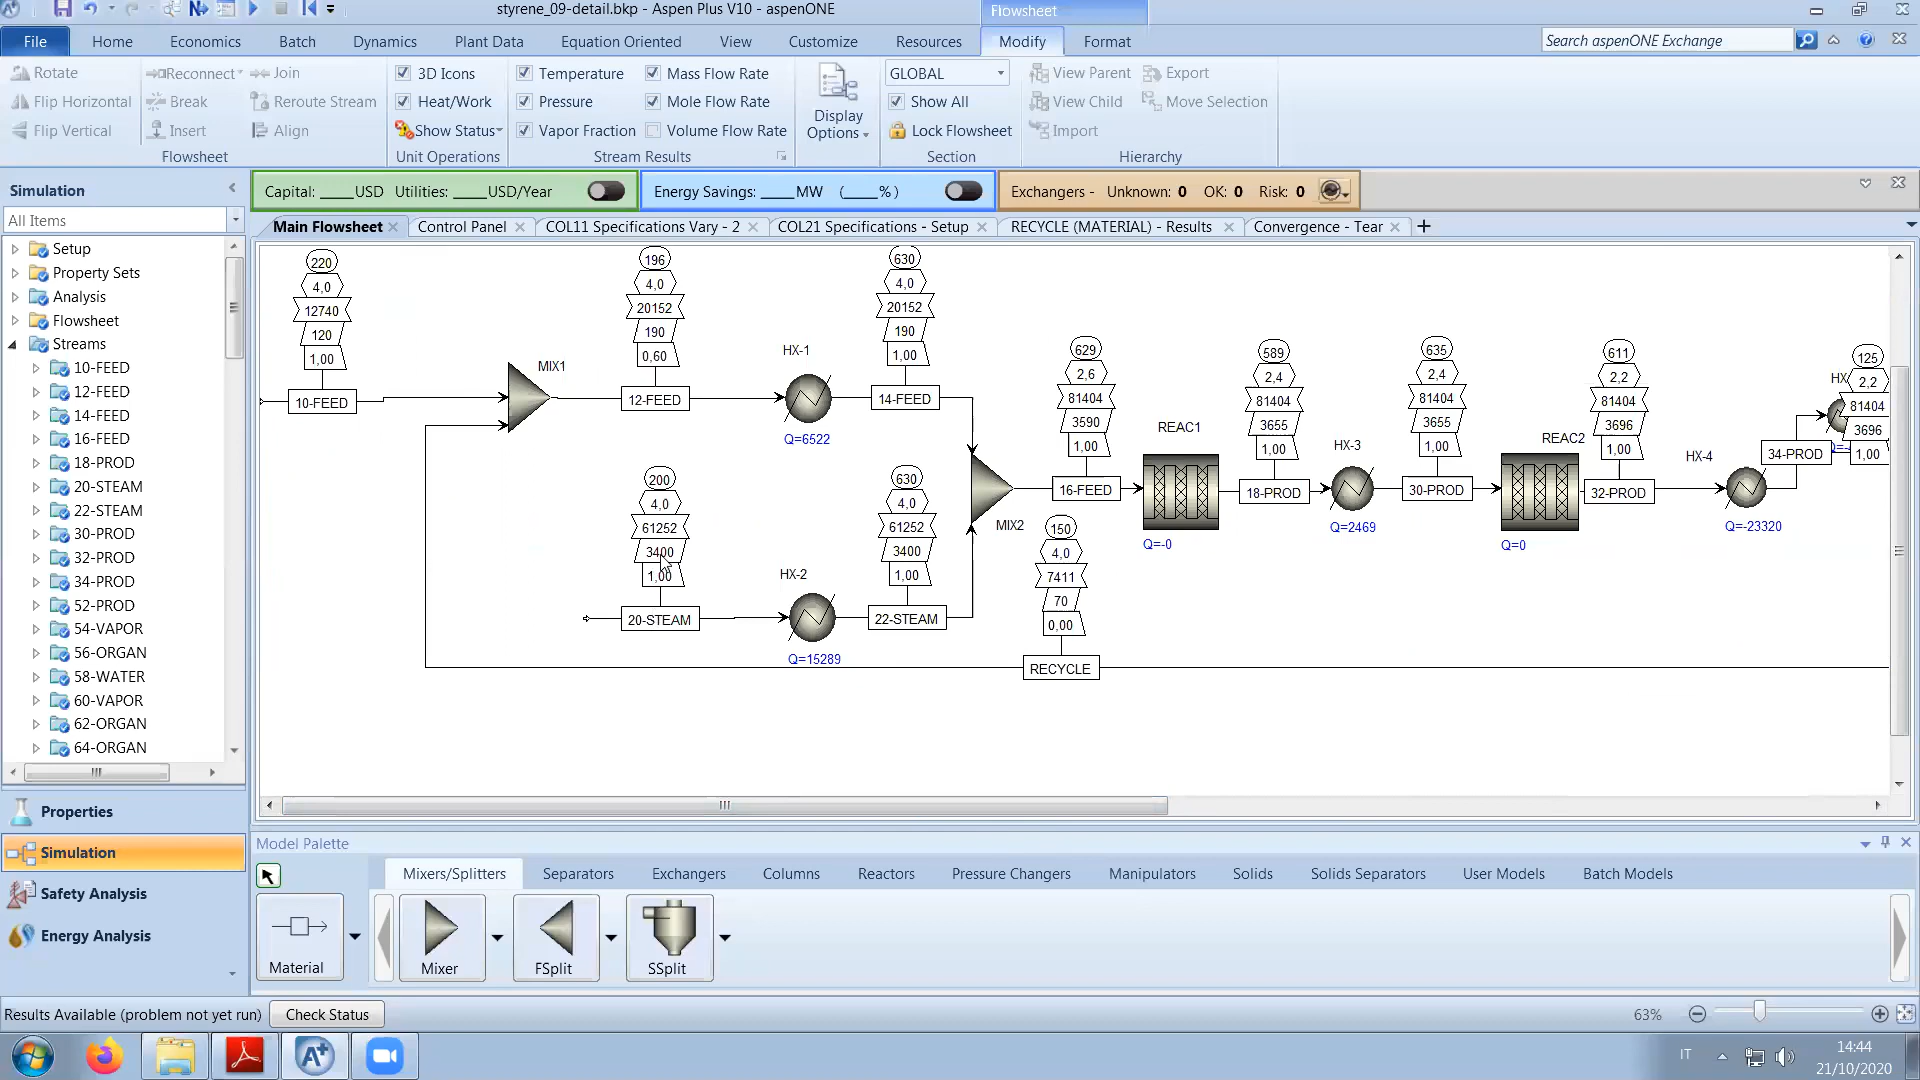 styrene_09-detail.bkp - Aspen Plus V10 - aspenONE
Flowsheet
File Home Economics Batch Dynamics Plant Data Equation Oriented View Customize Resources Modify Format
Search aspenONE Exchange
Rotate Reconnect Join 3D Icons Temperature Mass Flow Rate GLOBAL View Parent Export
Flip Horizontal Break Reroute Stream Heat/Work Pressure Mole Flow Rate Display Options Show All View Child Move Selection
Flip Vertical Insert Align Show Status Vapor Fraction Volume Flow Rate Lock Flowsheet Import
Flowsheet Unit Operations Stream Results Section Hierarchy
Simulation
Capital: ____USD Utilities: ____USD/Year
Energy Savings: ____MW (____%)
Exchangers - Unknown: 0 OK: 0 Risk: 0
All Items
Main Flowsheet Control Panel COL11 Specifications Vary - 2 COL21 Specifications - Setup RECYCLE (MATERIAL) - Results Convergence - Tear
Setup
Property Sets
Analysis
Flowsheet
Streams
10-FEED
12-FEED
14-FEED
16-FEED
18-PROD
20-STEAM
22-STEAM
30-PROD
32-PROD
34-PROD
52-PROD
54-VAPOR
56-ORGAN
58-WATER
60-VAPOR
62-ORGAN
64-ORGAN
Properties
Simulation
Safety Analysis
Energy Analysis
220
4,0
12740
120
1,00
10-FEED
MIX1
196
4,0
20152
190
0,60
12-FEED
HX-1
Q=6522
630
4,0
20152
190
1,00
14-FEED
200
4,0
61252
3400
1,00
20-STEAM
HX-2
Q=15289
630
4,0
61252
3400
1,00
22-STEAM
MIX2
629
2,6
81404
3590
1,00
16-FEED
150
4,0
7411
70
0,00
RECYCLE
REAC1
Q=-0
589
2,4
81404
3655
1,00
18-PROD
HX-3
Q=2469
635
2,4
81404
3655
1,00
30-PROD
REAC2
Q=0
611
2,2
81404
3696
1,00
32-PROD
HX-4
Q=-23320
34-PROD
HX
125
2,2
81404
3696
1,00
Model Palette
Mixers/Splitters Separators Exchangers Columns Reactors Pressure Changers Manipulators Solids Solids Separators User Models Batch Models
Material Mixer FSplit SSplit
Results Available (problem not yet run) Check Status 63%
IT 14:44
21/10/2020